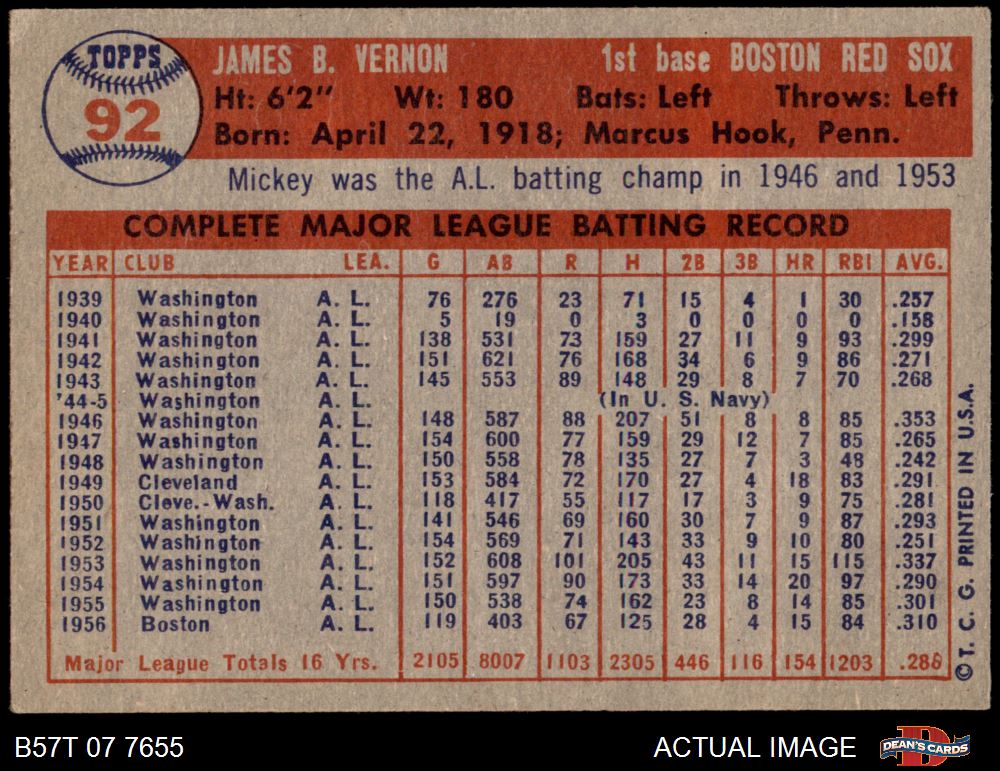 TOPPS
92
JAMES B. VERNON 1st base BOSTON RED SOX
Ht: 6'2" Wt: 180 Bats: Left Throws: Left
Born: April 22, 1918; Marcus Hook, Penn.
Mickey was the A.L. batting champ in 1946 and 1953
COMPLETE MAJOR LEAGUE BATTING RECORD
YEAR CLUB LEA. G AB R H 2B 3B HR RBI AVG.
1939 Washington A. L. 76 276 23 71 15 4 1 30 .257
1940 Washington A. L. 5 19 0 3 0 0 0 0 .158
1941 Washington A. L. 138 531 73 159 27 11 9 93 .299
1942 Washington A. L. 151 621 76 168 34 6 9 86 .271
1943 Washington A. L. 145 553 89 148 29 8 7 70 .268
'44-5 Washington A. L. (In U. S. Navy)
1946 Washington A. L. 148 587 88 207 51 8 8 85 .353
1947 Washington A. L. 154 600 77 159 29 12 7 85 .265
1948 Washington A. L. 150 558 78 135 27 7 3 48 .242
1949 Cleveland A. L. 153 584 72 170 27 4 18 83 .291
1950 Cleve.-Wash. A. L. 118 417 55 117 17 3 9 75 .281
1951 Washington A. L. 141 546 69 160 30 7 9 87 .293
1952 Washington A. L. 154 569 71 143 33 9 10 80 .251
1953 Washington A. L. 152 608 101 205 43 11 15 115 .337
1954 Washington A. L. 151 597 90 173 33 14 20 97 .290
1955 Washington A. L. 150 538 74 162 23 8 14 85 .301
1956 Boston A. L. 119 403 67 125 28 4 15 84 .310
Major League Totals 16 Yrs. 2105 8007 1103 2305 446 116 154 1203 .288
© T. C. G. PRINTED IN U.S.A.
B57T 07 7655 ACTUAL IMAGE
DEAN'S CARDS